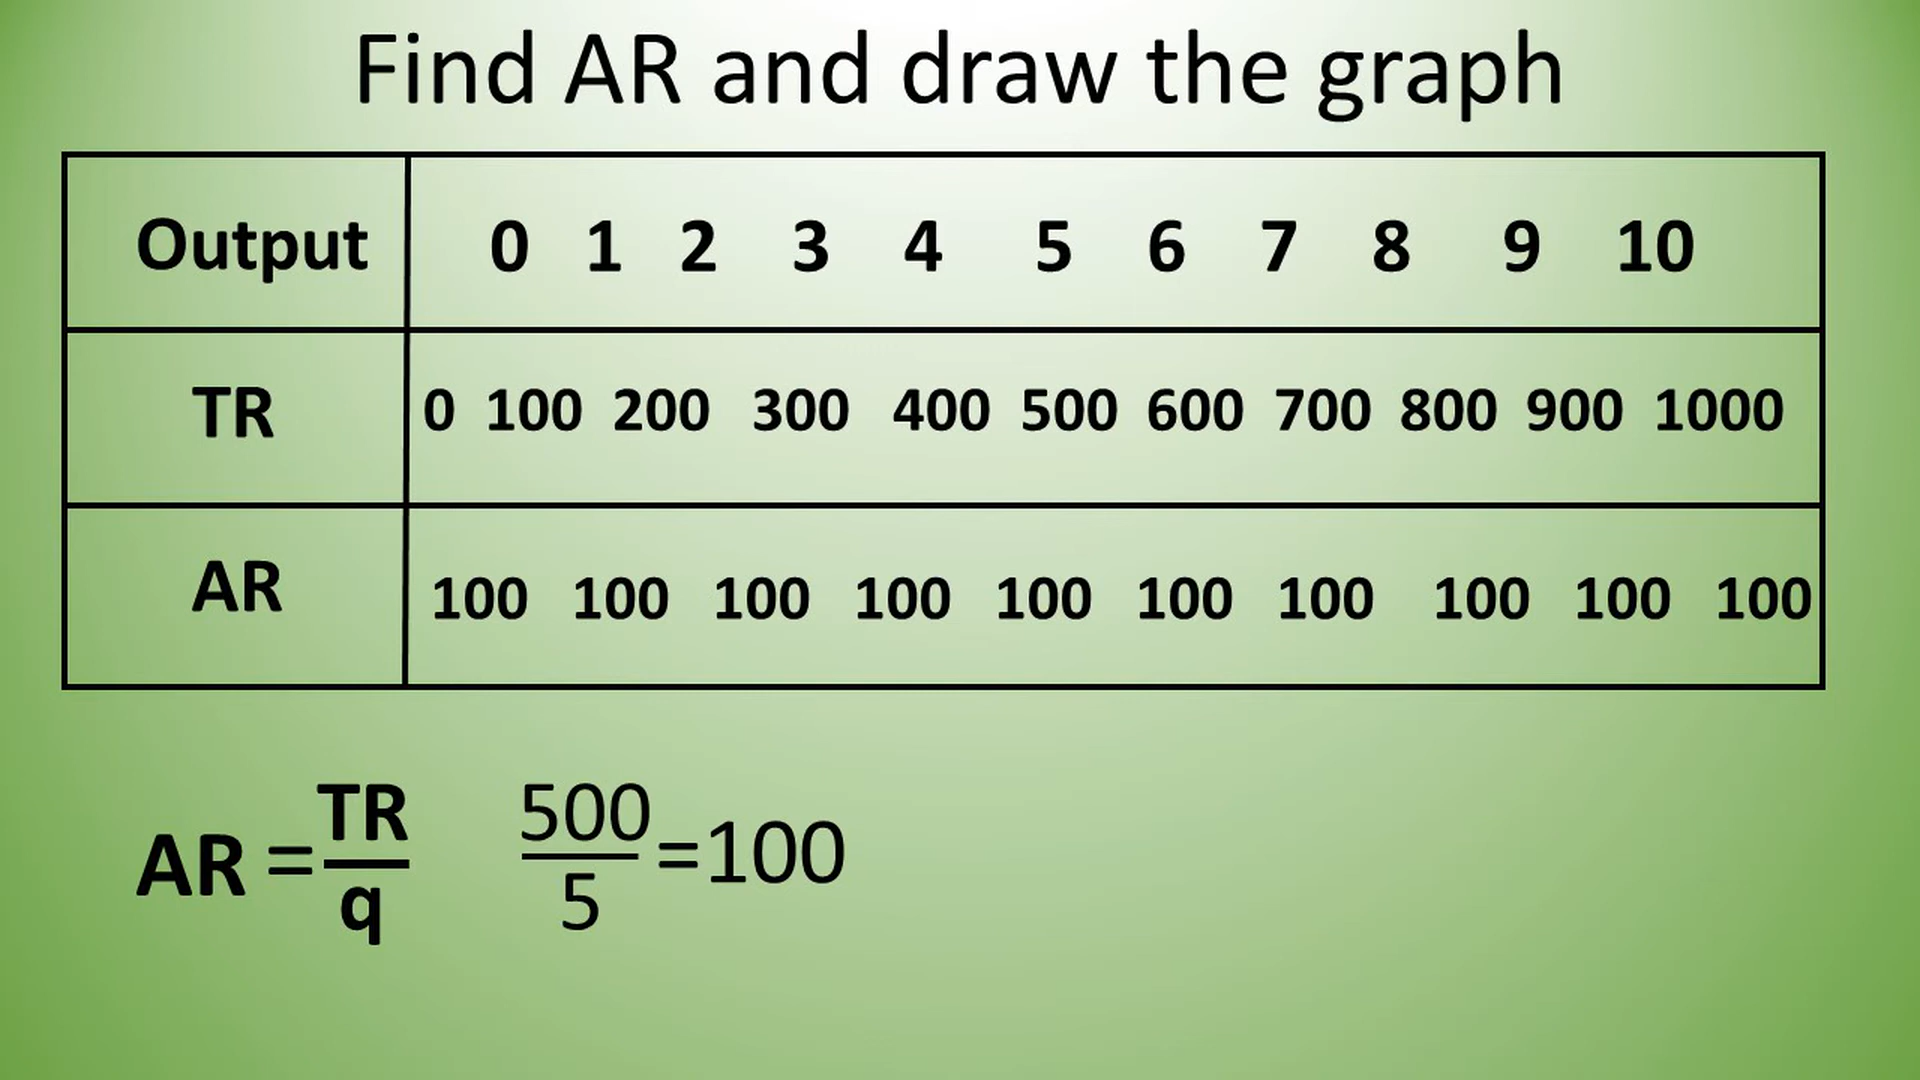 Find AR and draw the graph
Output 0 1 2 3 4 5 6 7 8 9 10
TR 0 100 200 300 400 500 600 700 800 900 1000
AR 100 100 100 100 100 100 100 100 100 100
AR = TR/q 500/5 =100